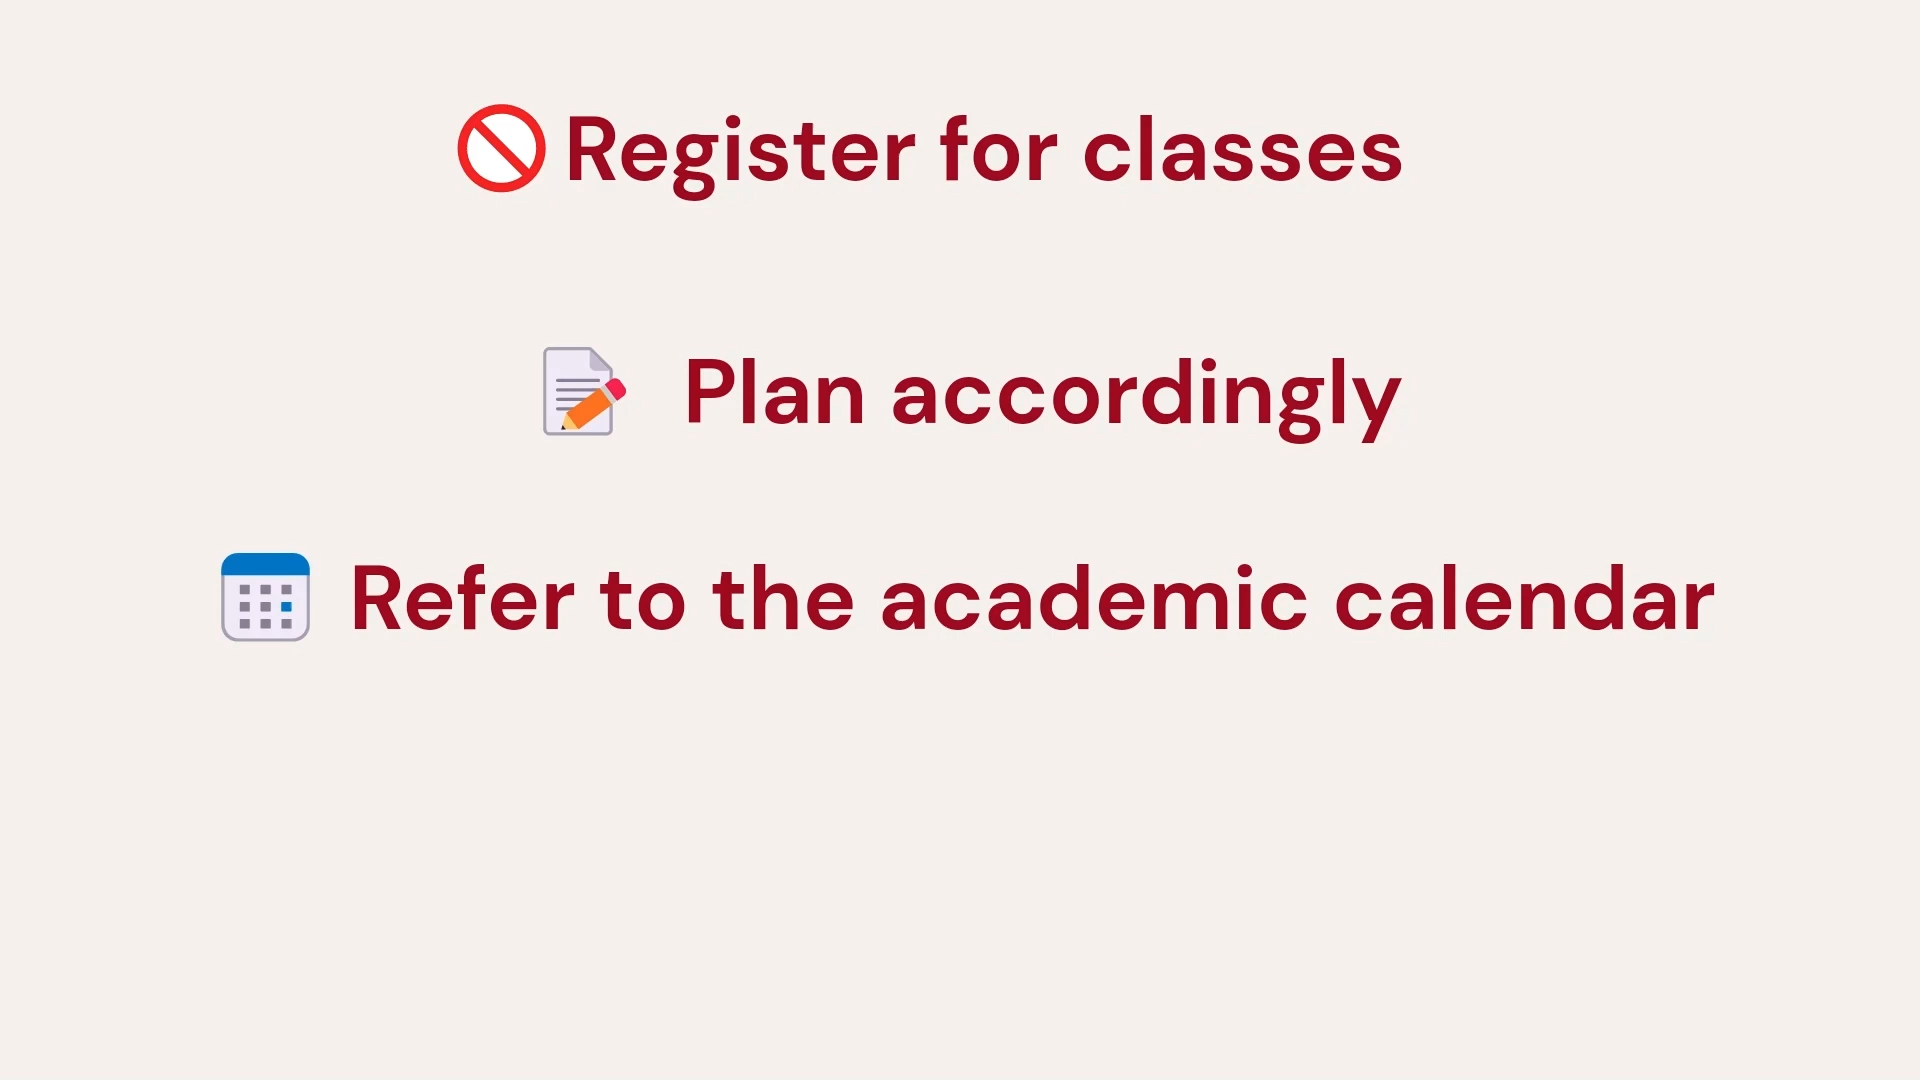 Register for classes
Plan accordingly
Refer to the academic calendar